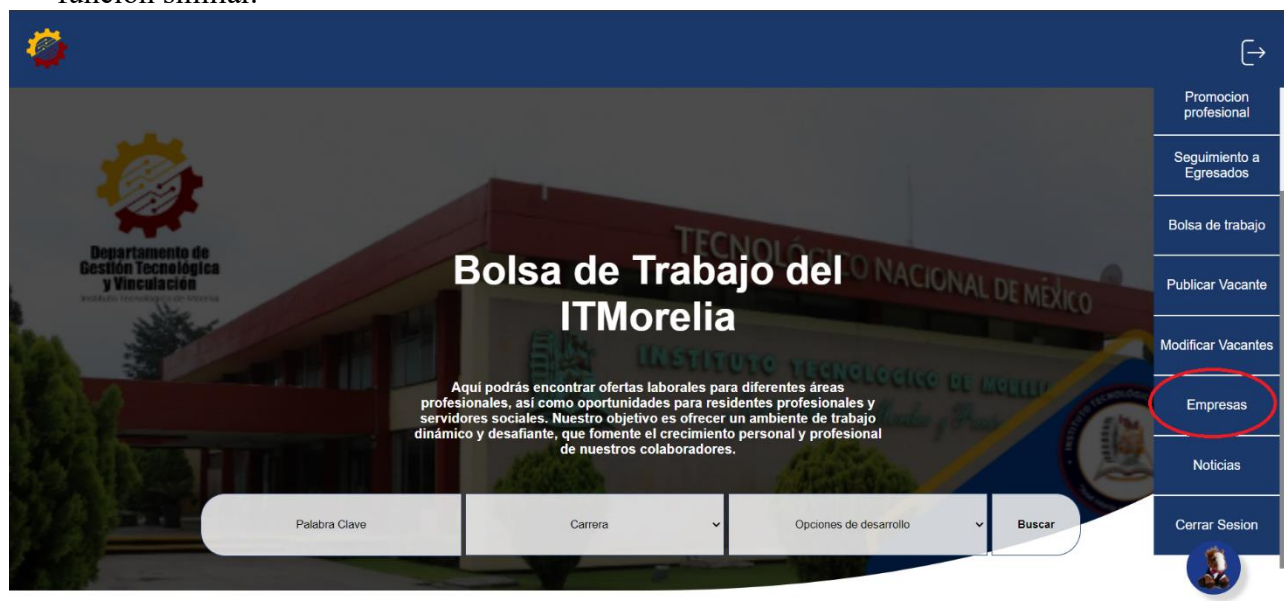 Promocion
profesional
Seguimiento a
Egresados
Bolsa de trabajo
Publicar Vacante
Modificar Vacantes
Empresas
Noticias
Cerrar Sesion
Departamento de
Gestión Tecnológica
y Vinculación
Instituto Tecnológico de Morelia
TECNOLÓGICO NACIONAL DE MÉXICO
INSTITUTO TECNOLOGICO DE MORELIA
Bolsa de Trabajo del
ITMorelia
Aquí podrás encontrar ofertas laborales para diferentes áreas
profesionales, así como oportunidades para residentes profesionales y
servidores sociales. Nuestro objetivo es ofrecer un ambiente de trabajo
dinámico y desafiante, que fomente el crecimiento personal y profesional
de nuestros colaboradores.
Palabra Clave
Carrera
Opciones de desarrollo
Buscar